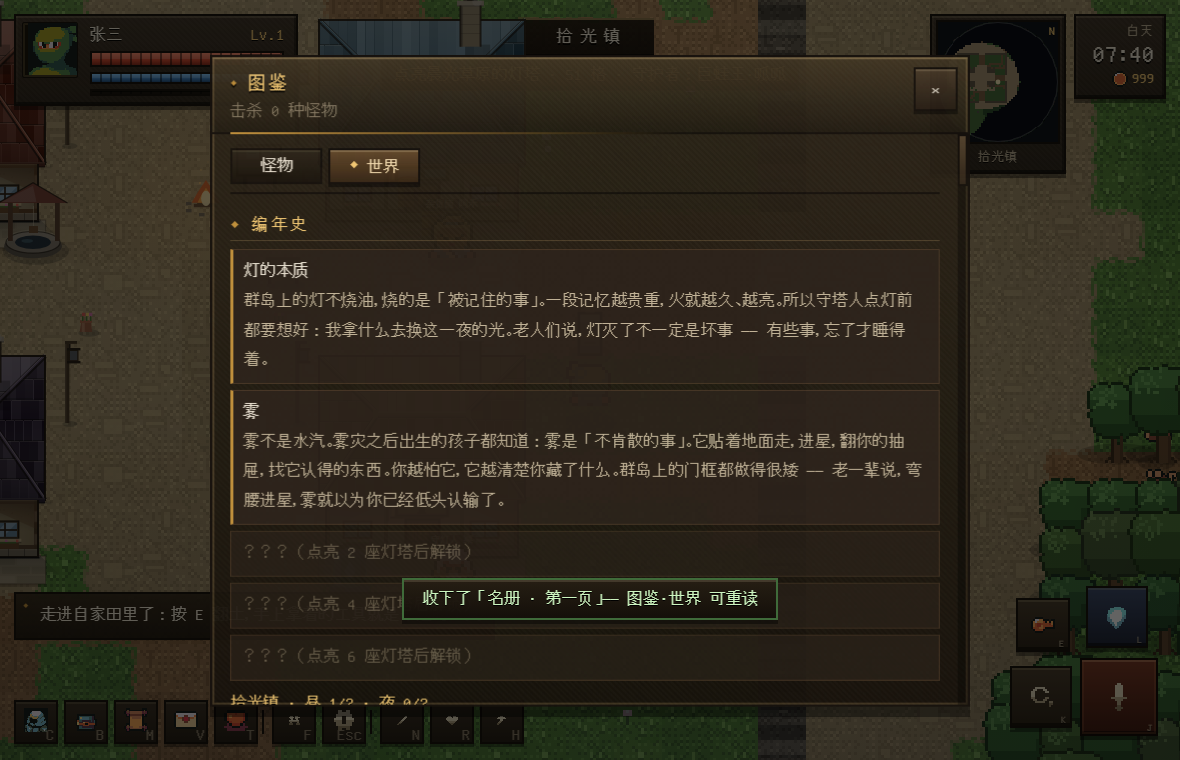 张三
Lv.1
拾光镇
N
白天
07:40
999
拾光镇
图鉴
击杀 0 种怪物
×
怪物
世界
编年史
灯的本质
群岛上的灯不烧油,烧的是「被记住的事」。一段记忆越贵重,火就越久、越亮。所以守塔人点灯前
都要想好:我拿什么去换这一夜的光。老人们说,灯灭了不一定是坏事 —— 有些事,忘了才睡得
着。
雾
雾不是水汽。雾灾之后出生的孩子都知道:雾是「不肯散的事」。它贴着地面走,进屋,翻你的抽
屉,找它认得的东西。你越怕它,它越清楚你藏了什么。群岛上的门框都做得很矮 —— 老一辈说,弯
腰进屋,雾就以为你已经低头认输了。
???(点亮 2 座灯塔后解锁)
???(点亮 4 座灯
???(点亮 6 座灯塔后解锁)
收下了「名册 · 第一页」— 图鉴·世界 可重读
拾光镇 · 昼 1/2 · 夜 0/2
走进自家田里了:按 E
E
L
C
K
J
C
B
M
V
T
F
Esc
N
R
H